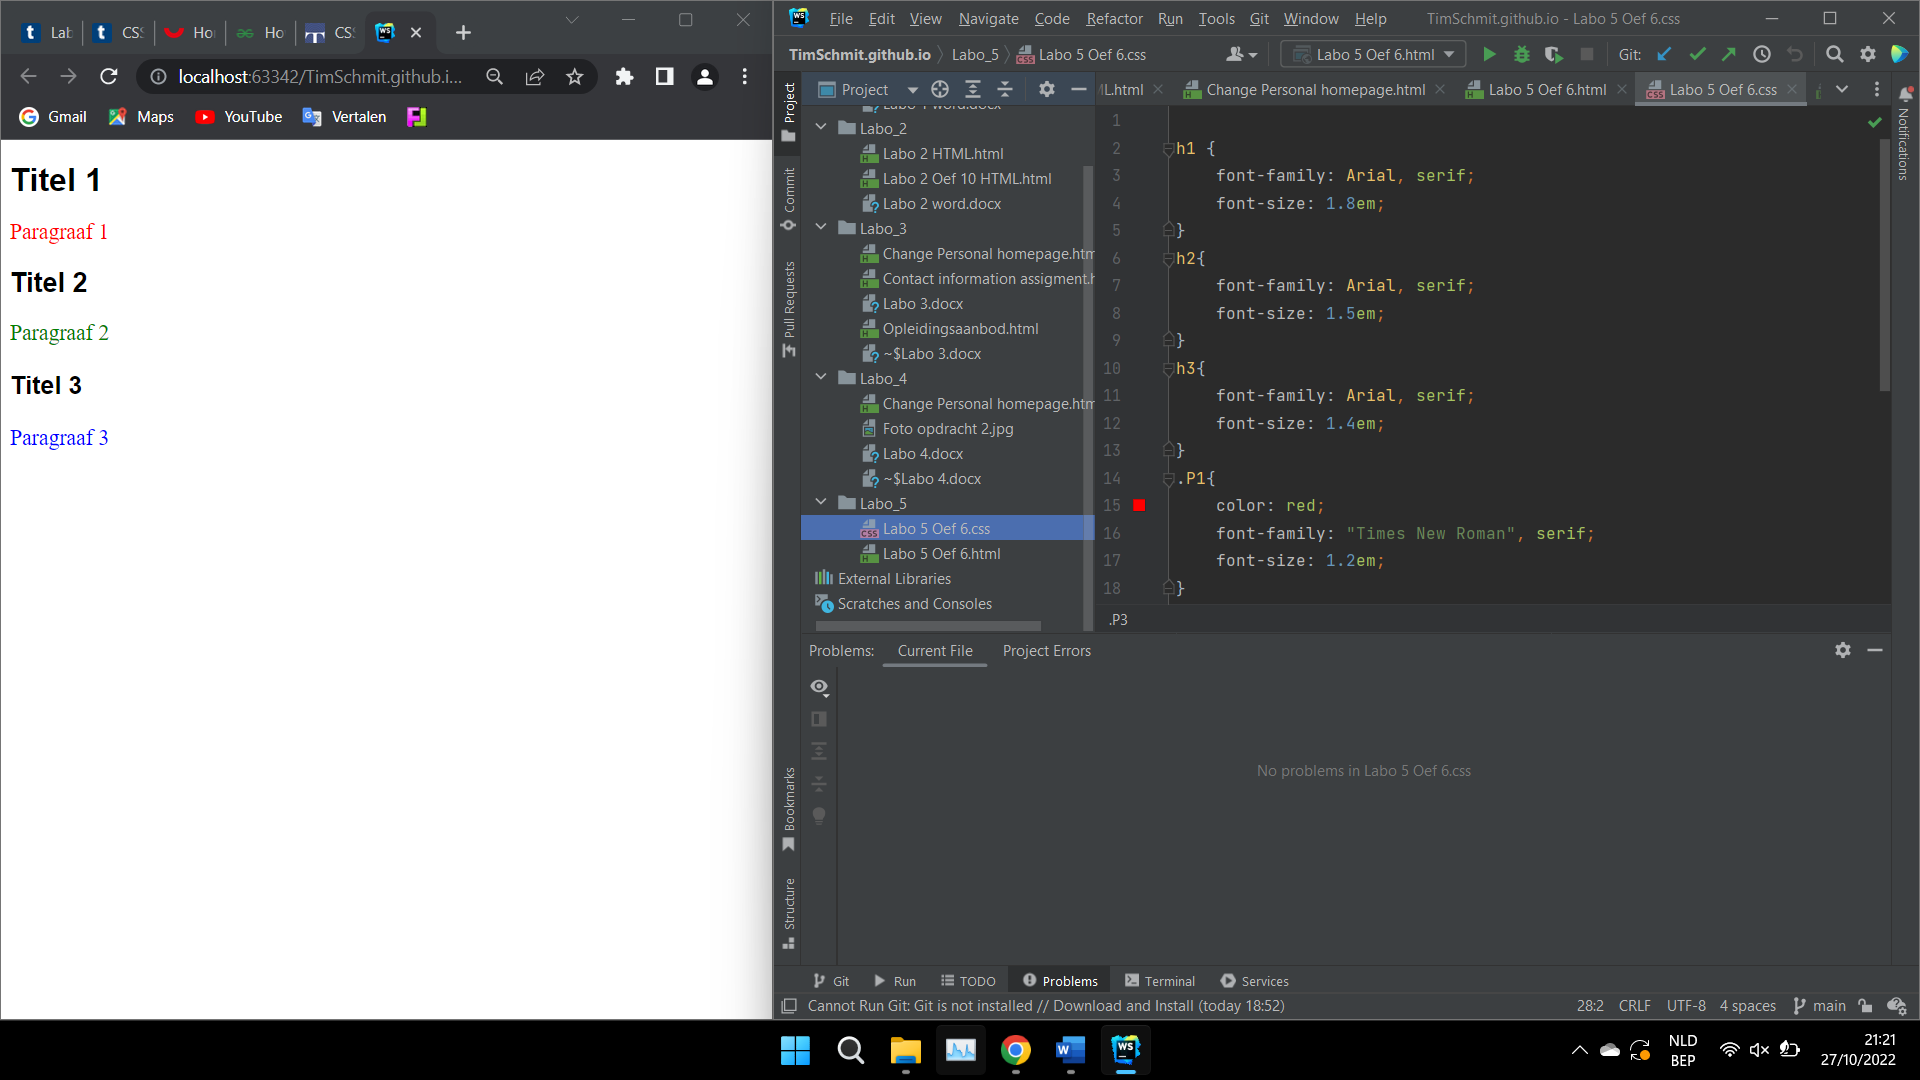 Lab
CSS
Ho
Ho
CSS
localhost:63342/TimSchmit.github.i...
Gmail
Maps
YouTube
Vertalen
Titel 1
Paragraaf 1
Titel 2
Paragraaf 2
Titel 3
Paragraaf 3
File Edit View Navigate Code Refactor Run Tools Git Window Help TimSchmit.github.io - Labo 5 Oef 6.css
TimSchmit.github.io Labo_5 Labo 5 Oef 6.css
Labo 5 Oef 6.html
Git:
Project
ML.html
Change Personal homepage.html
Labo 5 Oef 6.html
Labo 5 Oef 6.css
Project
Commit
Pull Requests
Bookmarks
Structure
Notifications
Labo 1 word.docx
Labo_2
Labo 2 HTML.html
Labo 2 Oef 10 HTML.html
Labo 2 word.docx
Labo_3
Change Personal homepage.htm
Contact information assigment.h
Labo 3.docx
Opleidingsaanbod.html
~$Labo 3.docx
Labo_4
Change Personal homepage.htm
Foto opdracht 2.jpg
Labo 4.docx
~$Labo 4.docx
Labo_5
Labo 5 Oef 6.css
Labo 5 Oef 6.html
External Libraries
Scratches and Consoles
1
2 h1 {
3 font-family: Arial, serif;
4 font-size: 1.8em;
5 }
6 h2{
7 font-family: Arial, serif;
8 font-size: 1.5em;
9 }
10 h3{
11 font-family: Arial, serif;
12 font-size: 1.4em;
13 }
14 .P1{
15 color: red;
16 font-family: "Times New Roman", serif;
17 font-size: 1.2em;
18 }
.P3
Problems: Current File Project Errors
No problems in Labo 5 Oef 6.css
Git Run TODO Problems Terminal Services
Cannot Run Git: Git is not installed // Download and Install (today 18:52)
28:2 CRLF UTF-8 4 spaces main
NLD
BEP
21:21
27/10/2022